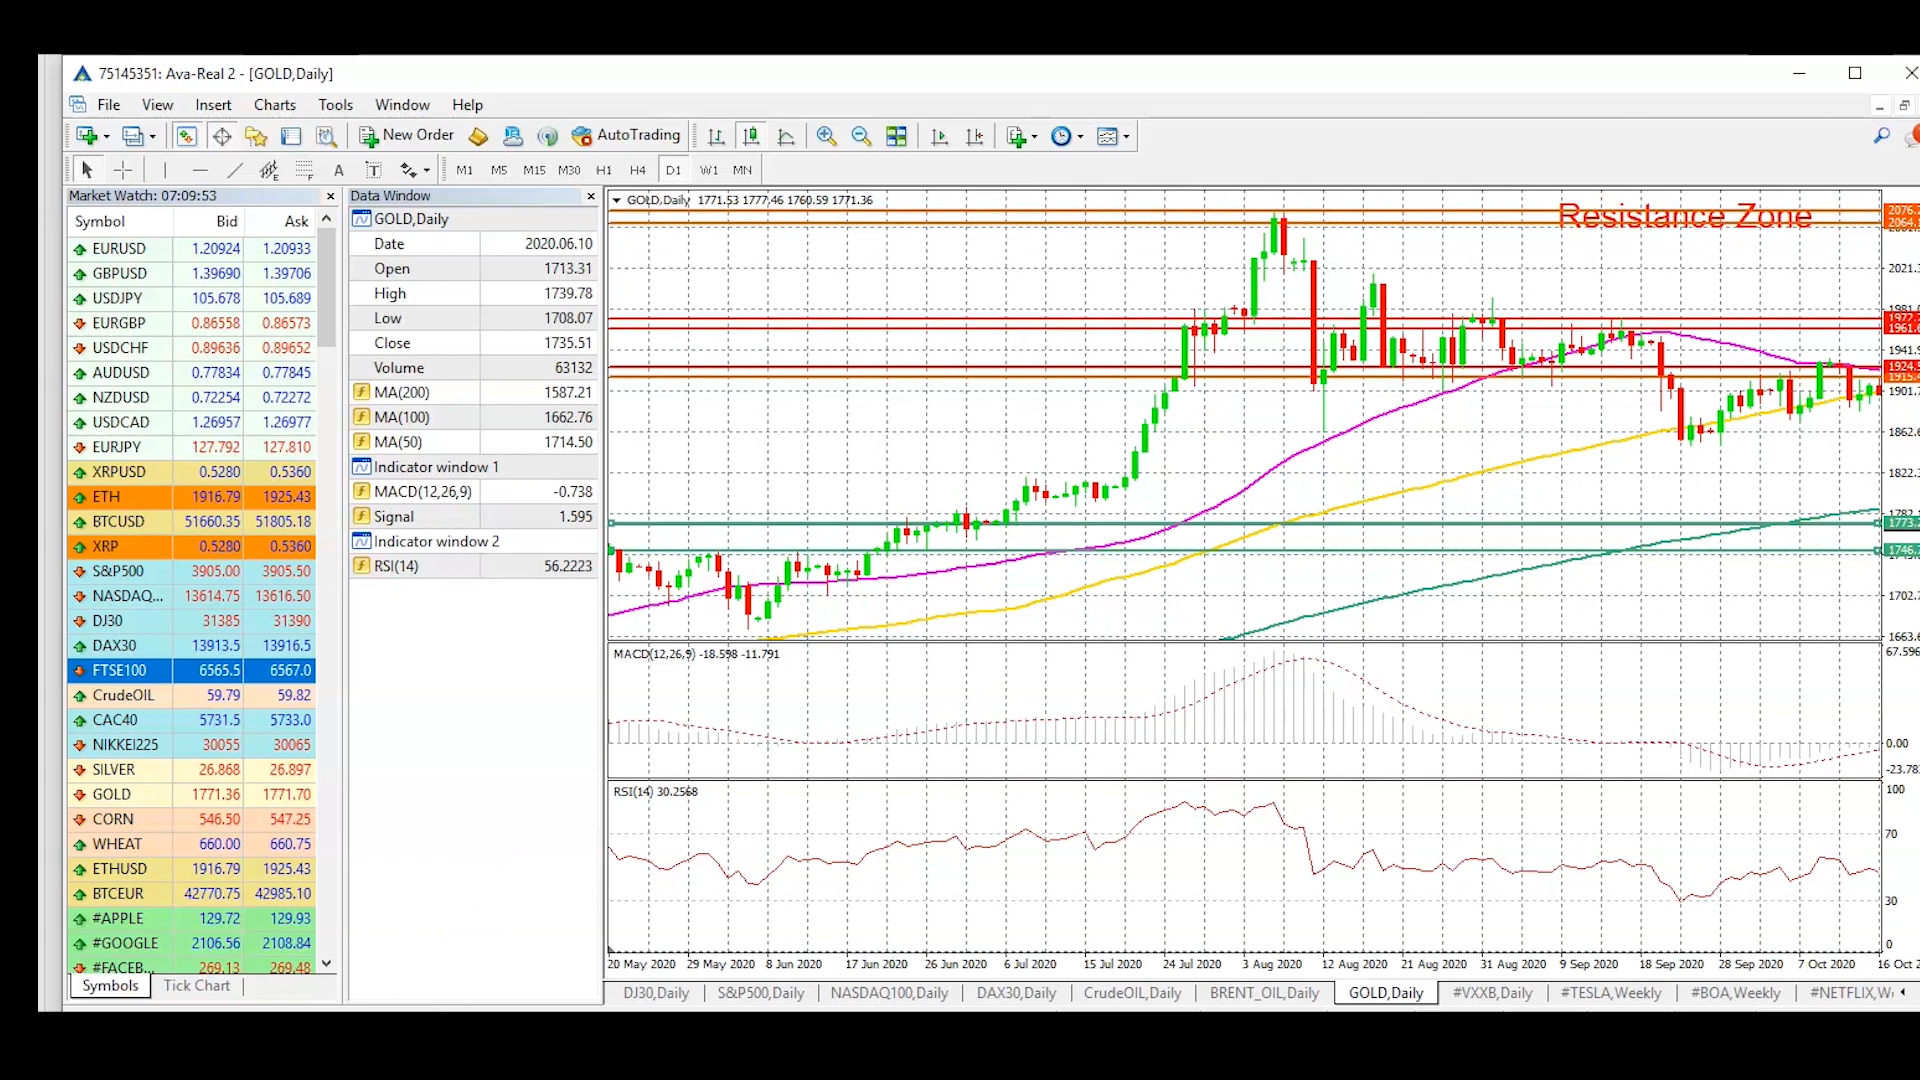 75145351: Ava-Real 2 - [GOLD,Daily]
File View Insert Charts Tools Window Help
New Order AutoTrading
A T M1 M5 M15 M30 H1 H4 D1 W1 MN
Market Watch: 07:09:53
Symbol Bid Ask
EURUSD 1.20924 1.20933
GBPUSD 1.39690 1.39706
USDJPY 105.678 105.689
EURGBP 0.86558 0.86573
USDCHF 0.89636 0.89652
AUDUSD 0.77834 0.77845
NZDUSD 0.72254 0.72272
USDCAD 1.26957 1.26977
EURJPY 127.792 127.810
XRPUSD 0.5280 0.5360
ETH 1916.79 1925.43
BTCUSD 51660.35 51805.18
XRP 0.5280 0.5360
S&P500 3905.00 3905.50
NASDAQ... 13614.75 13616.50
DJ30 31385 31390
DAX30 13913.5 13916.5
FTSE100 6565.5 6567.0
CrudeOIL 59.79 59.82
CAC40 5731.5 5733.0
NIKKEI225 30055 30065
SILVER 26.868 26.897
GOLD 1771.36 1771.70
CORN 546.50 547.25
WHEAT 660.00 660.75
ETHUSD 1916.79 1925.43
BTCEUR 42770.75 42985.10
#APPLE 129.72 129.93
#GOOGLE 2106.56 2108.84
#FACEB... 269.13 269.48
Symbols Tick Chart
Data Window
GOLD,Daily
Date 2020.06.10
Open 1713.31
High 1739.78
Low 1708.07
Close 1735.51
Volume 63132
MA(200) 1587.21
MA(100) 1662.76
MA(50) 1714.50
Indicator window 1
MACD(12,26,9) -0.738
Signal 1.595
Indicator window 2
RSI(14) 56.2223
GOLD,Daily 1771.53 1777.46 1760.59 1771.36
Resistance Zone
2076.
2064.
2021.
1961.
1941.
1924.
1901.
1862.
1822.
1773.
1746.
1702.
1663.
MACD(12,26,9) -18.598 -11.791
67.596
0.00
-23.78
RSI(14) 30.2568
100
70
30
0
20 May 2020 29 May 2020 8 Jun 2020 17 Jun 2020 26 Jun 2020 6 Jul 2020 15 Jul 2020 24 Jul 2020 3 Aug 2020 12 Aug 2020 21 Aug 2020 31 Aug 2020 9 Sep 2020 18 Sep 2020 28 Sep 2020 7 Oct 2020 16 Oct
DJ30,Daily S&P500,Daily NASDAQ100,Daily DAX30,Daily CrudeOIL,Daily BRENT_OIL,Daily GOLD,Daily #VXXB,Daily #TESLA,Weekly #BOA,Weekly #NETFLIX,W